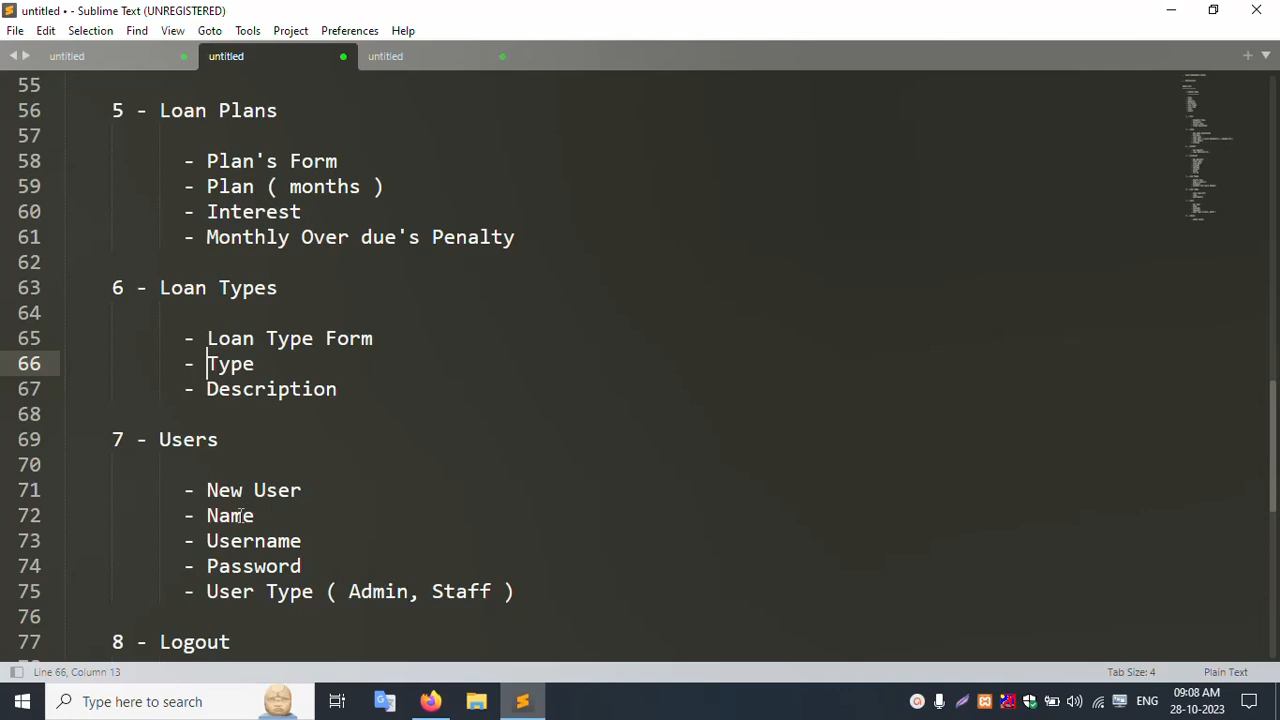 untitled • - Sublime Text (UNREGISTERED)
File Edit Selection Find View Goto Tools Project Preferences Help
untitled untitled untitled
55
56 5 - Loan Plans
57
58 - Plan's Form
59 - Plan ( months )
60 - Interest
61 - Monthly Over due's Penalty
62
63 6 - Loan Types
64
65 - Loan Type Form
66 - Type
67 - Description
68
69 7 - Users
70
71 - New User
72 - Name
73 - Username
74 - Password
75 - User Type ( Admin, Staff )
76
77 8 - Logout
Line 66, Column 13 Tab Size: 4 Plain Text
Type here to search ENG 09:08 AM
28-10-2023